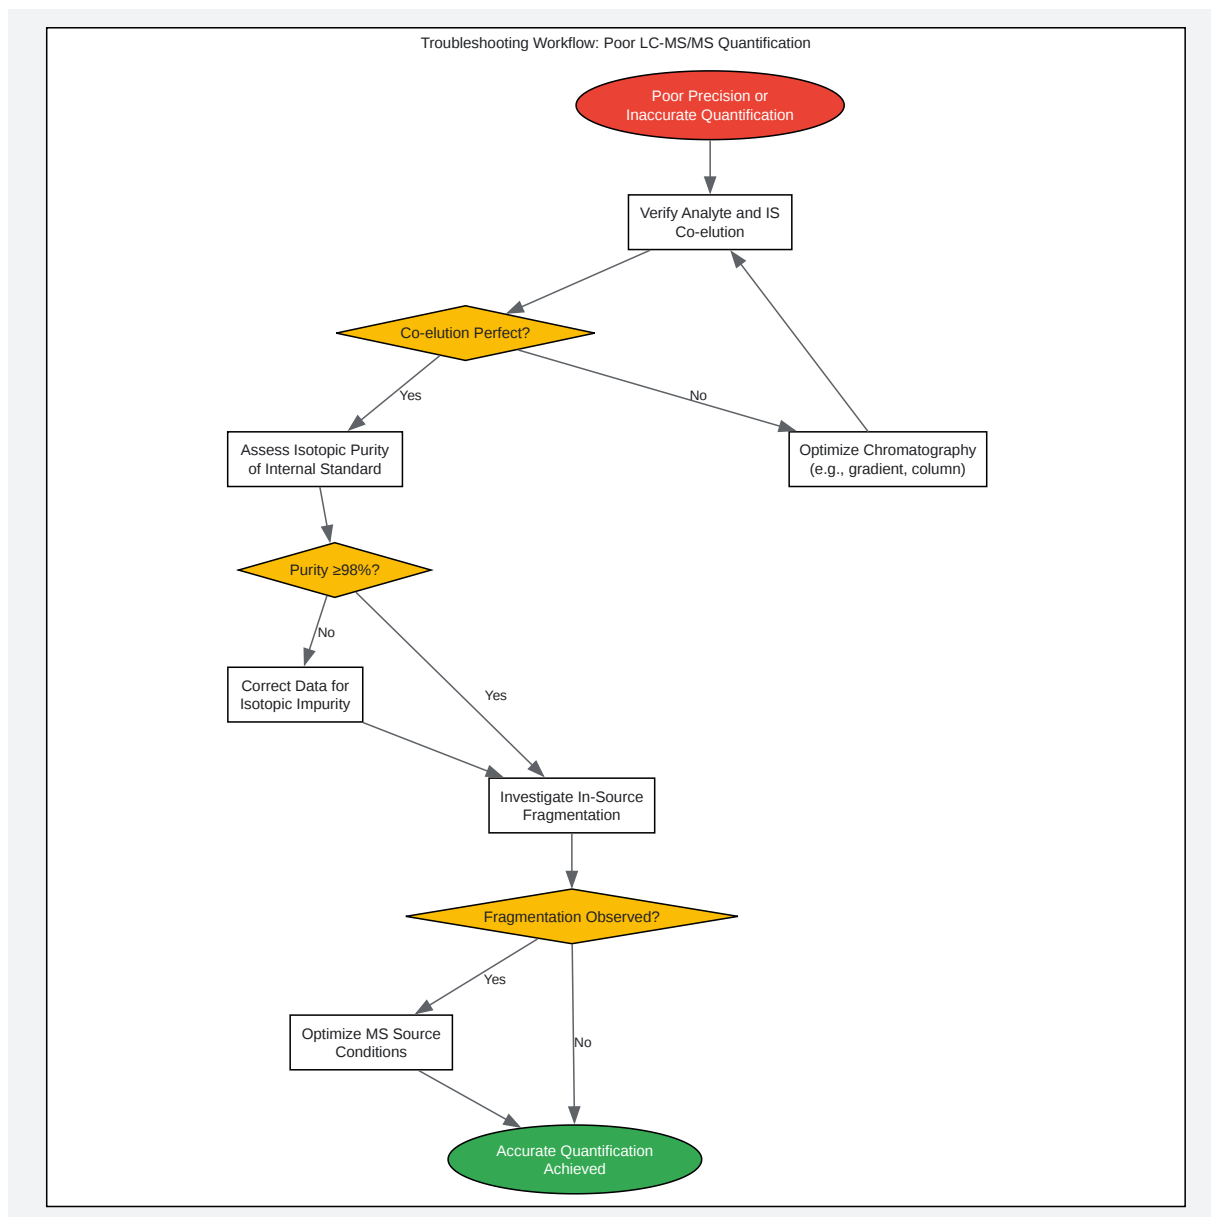 Troubleshooting Workflow: Poor LC-MS/MS Quantification
Poor Precision or
Inaccurate Quantification
Verify Analyte and IS
Co-elution
Co-elution Perfect?
Yes
No
Assess Isotopic Purity
of Internal Standard
Optimize Chromatography
(e.g., gradient, column)
Purity ≥98%?
No
Yes
Correct Data for
Isotopic Impurity
Investigate In-Source
Fragmentation
Fragmentation Observed?
Yes
No
Optimize MS Source
Conditions
Accurate Quantification
Achieved